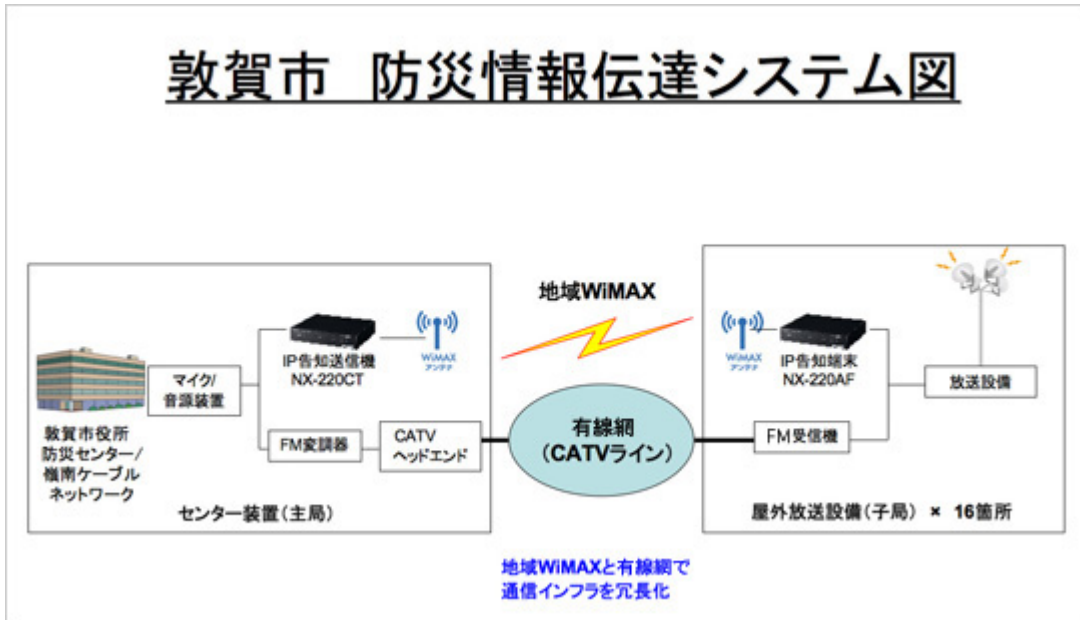 敦賀市　防災情報伝達システム図
地域WiMAX
IP告知送信機
NX-220CT
WiMAX
アンテナ
マイク/
音源装置
敦賀市役所
防災センター/
嶺南ケーブル
ネットワーク
FM変調器
CATV
ヘッドエンド
センター装置(主局)
有線網
(CATVライン)
WiMAX
アンテナ
IP告知端末
NX-220AF
放送設備
FM受信機
屋外放送設備(子局) × 16箇所
地域WiMAXと有線網で
通信インフラを冗長化